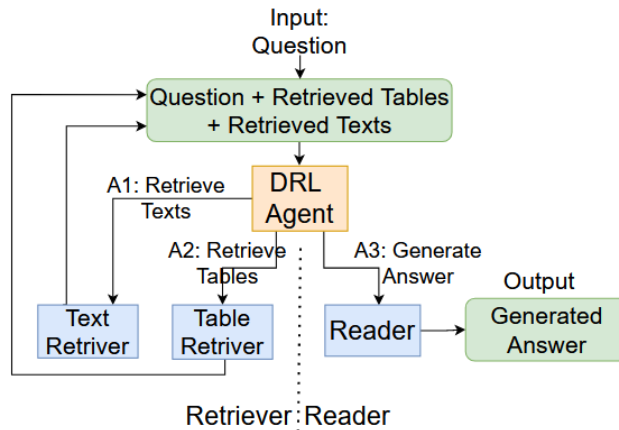 Input:
Question
Question + Retrieved Tables
+ Retrieved Texts
DRL
Agent
A1: Retrieve
Texts
A2: Retrieve
Tables
A3: Generate
Answer
Output
Text
Retriver
Table
Retriver
Reader
Generated
Answer
Retriever
Reader